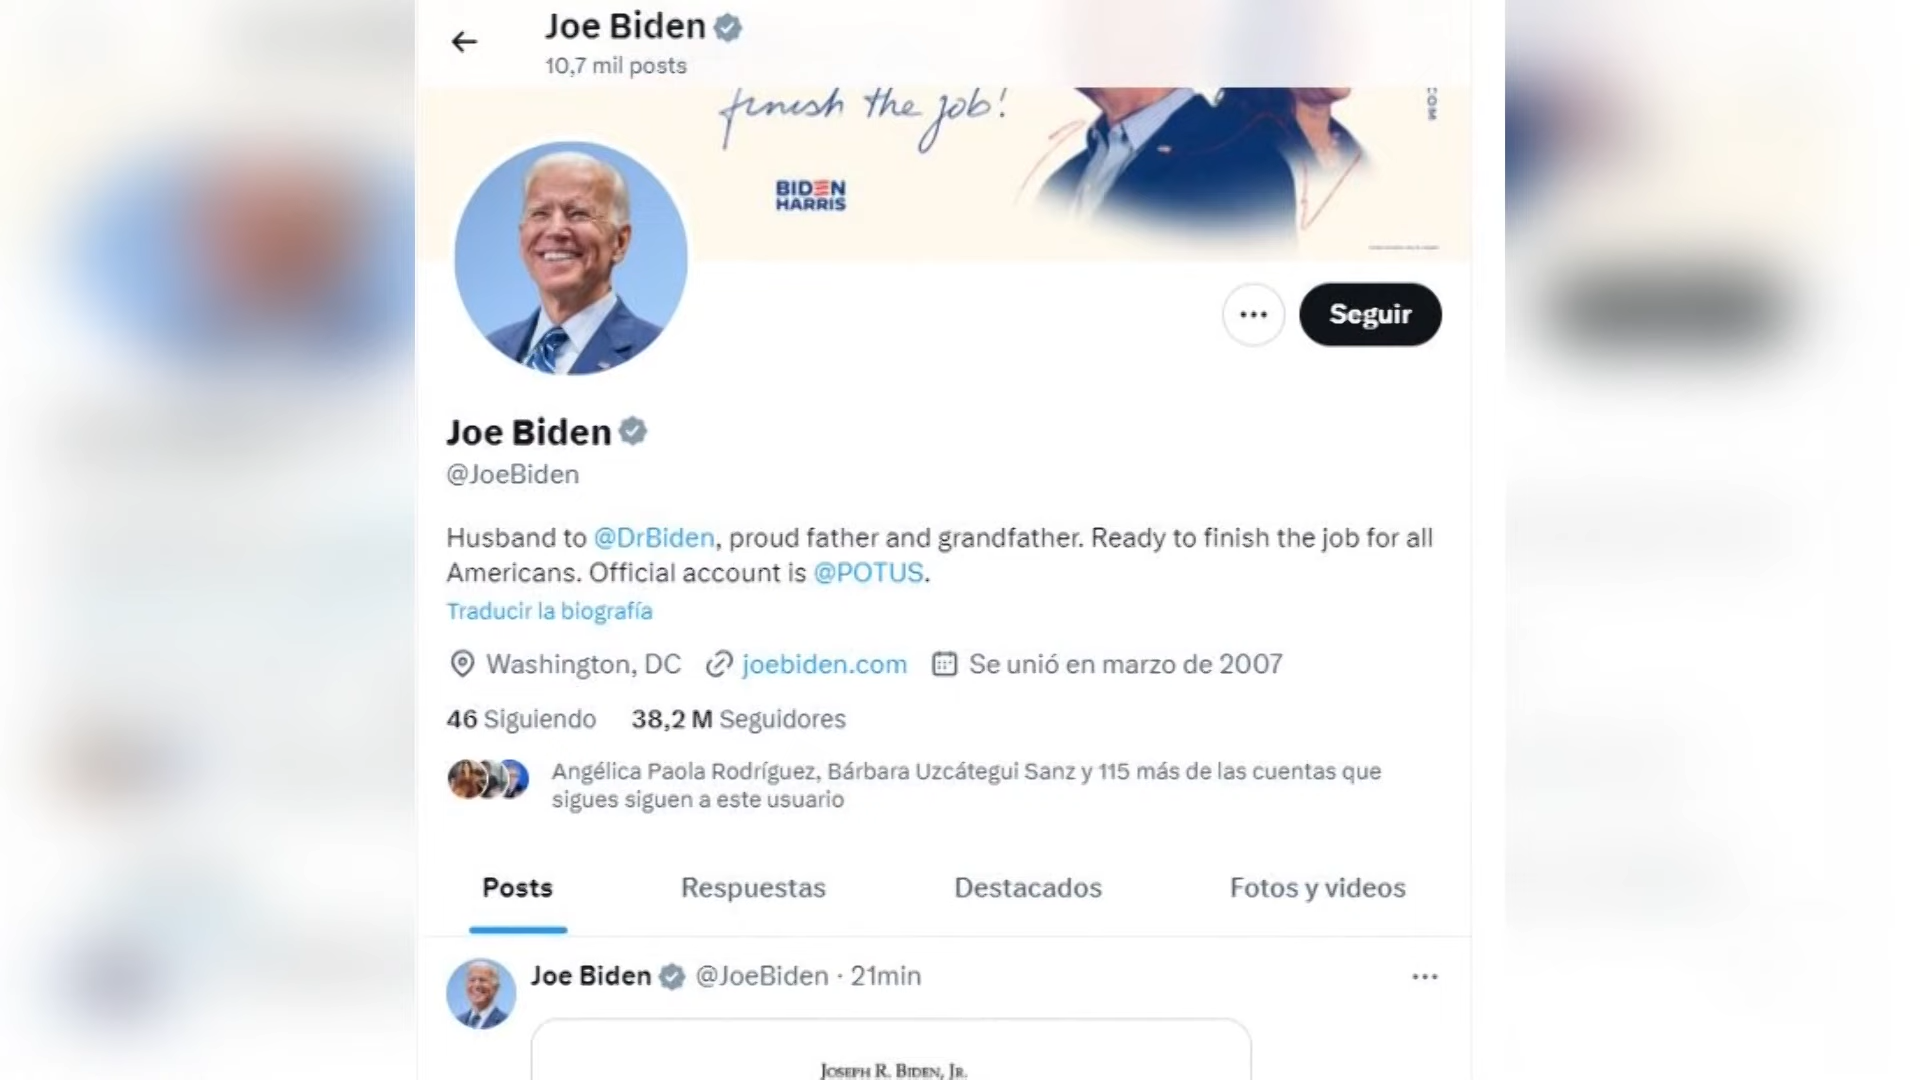 Joe Biden
10,7 mil posts
finish the job!
COM
BIDEN
HARRIS
Seguir
Joe Biden
@JoeBiden
Husband to @DrBiden, proud father and grandfather. Ready to finish the job for all
Americans. Official account is @POTUS.
Traducir la biografía
Washington, DC joebiden.com Se unió en marzo de 2007
46 Siguiendo 38,2 M Seguidores
Angélica Paola Rodríguez, Bárbara Uzcátegui Sanz y 115 más de las cuentas que
sigues siguen a este usuario
Posts Respuestas Destacados Fotos y videos
Joe Biden @JoeBiden · 21min
JOSEPH R. BIDEN, JR.